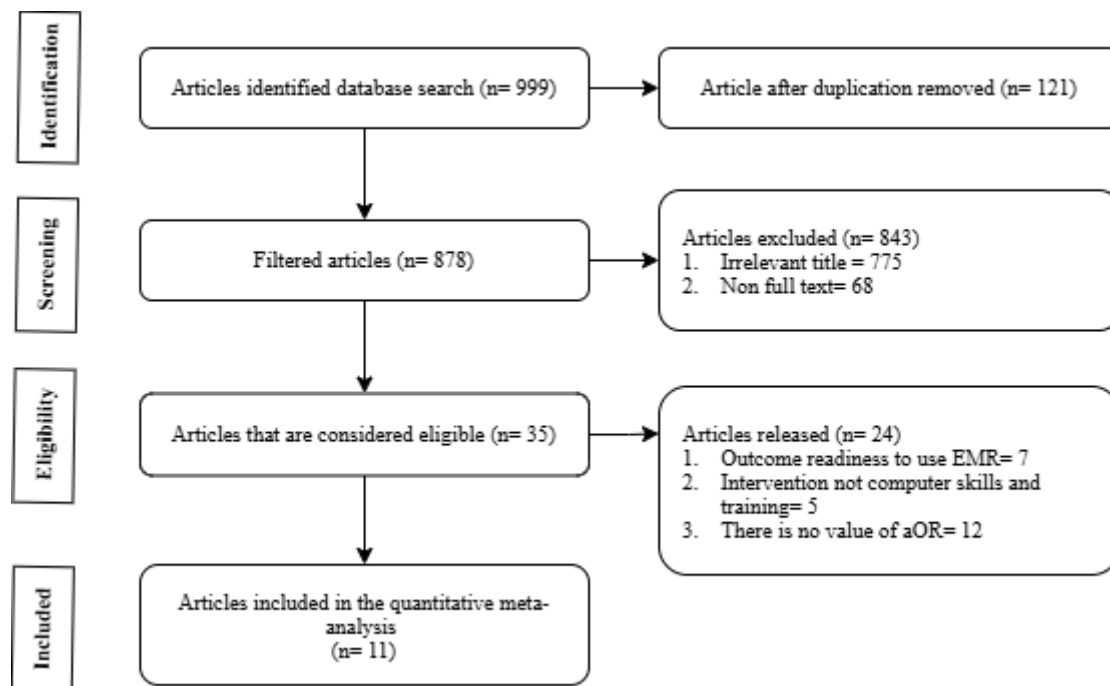 Identification
Articles identified database search (n= 999)
Article after duplication removed (n= 121)
Screening
Filtered articles (n= 878)
Articles excluded (n= 843)
1. Irrelevant title = 775
2. Non full text= 68
Eligibility
Articles that are considered eligible (n= 35)
Articles released (n= 24)
1. Outcome readiness to use EMR= 7
2. Intervention not computer skills and
training= 5
3. There is no value of aOR= 12
Included
Articles included in the quantitative meta-
analysis
(n= 11)